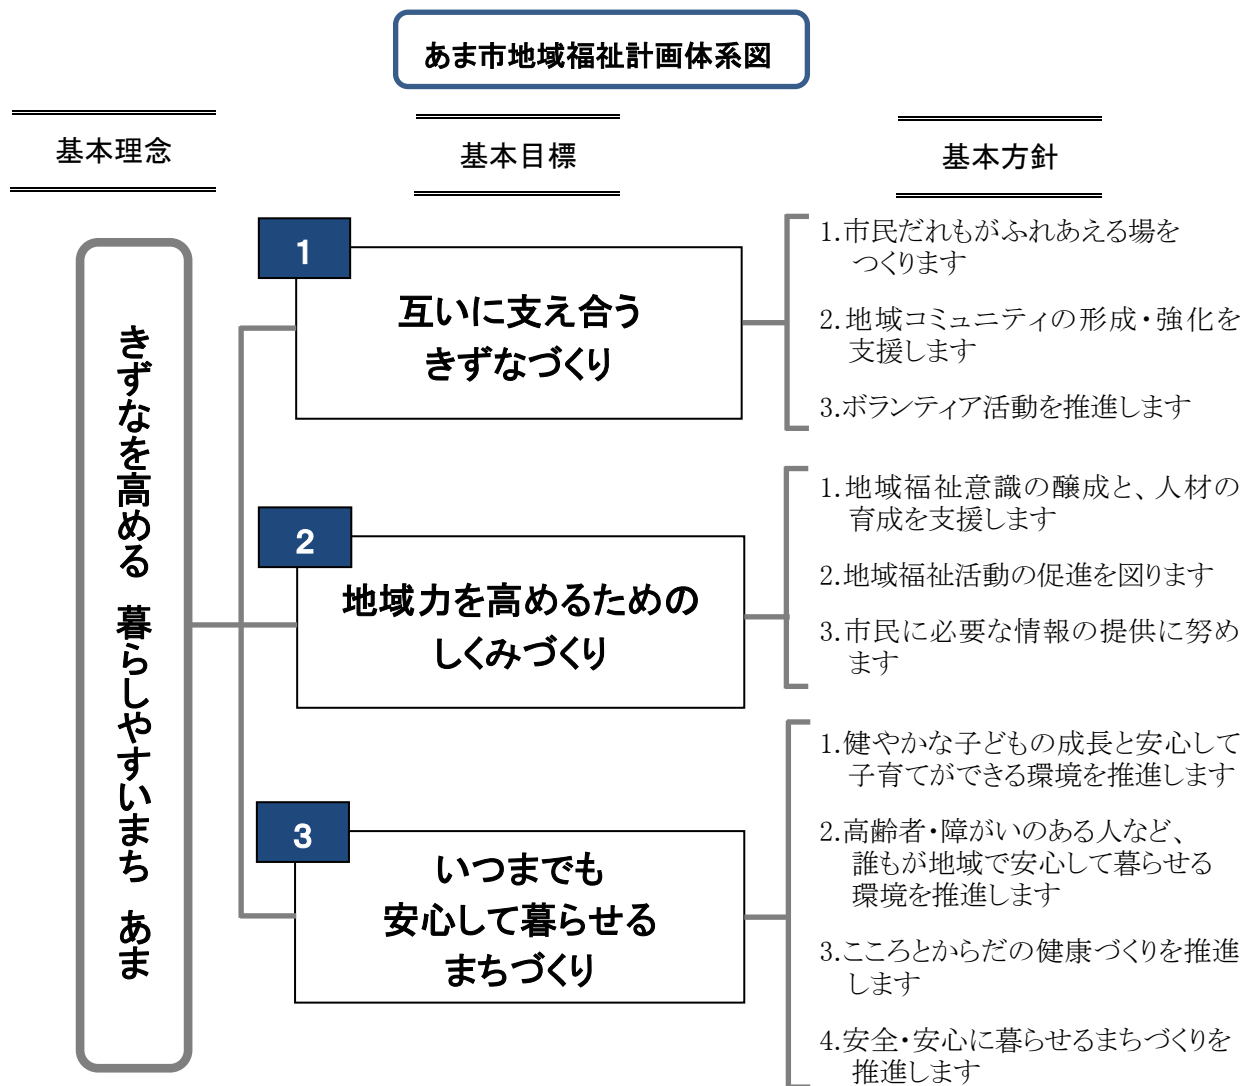 あま市地域福祉計画体系図
基本理念
基本目標
基本方針
きずなを高める 暮らしやすいまち あま
1
互いに支え合う
きずなづくり
1.市民だれもがふれあえる場を
つくります
2.地域コミュニティの形成・強化を
支援します
3.ボランティア活動を推進します
2
地域力を高めるための
しくみづくり
1.地域福祉意識の醸成と、人材の
育成を支援します
2.地域福祉活動の促進を図ります
3.市民に必要な情報の提供に努め
ます
3
いつまでも
安心して暮らせる
まちづくり
1.健やかな子どもの成長と安心して
子育てができる環境を推進します
2.高齢者・障がいのある人など、
誰もが地域で安心して暮らせる
環境を推進します
3.こころとからだの健康づくりを推進
します
4.安全・安心に暮らせるまちづくりを
推進します